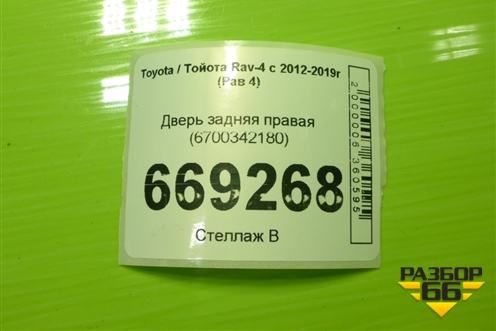 Toyota / Тойота Rav-4 с 2012-2019г
(Рав 4)
Дверь задняя правая
(6700342180)
669268
Стеллаж В
2000006360595
РАЗБОР
66